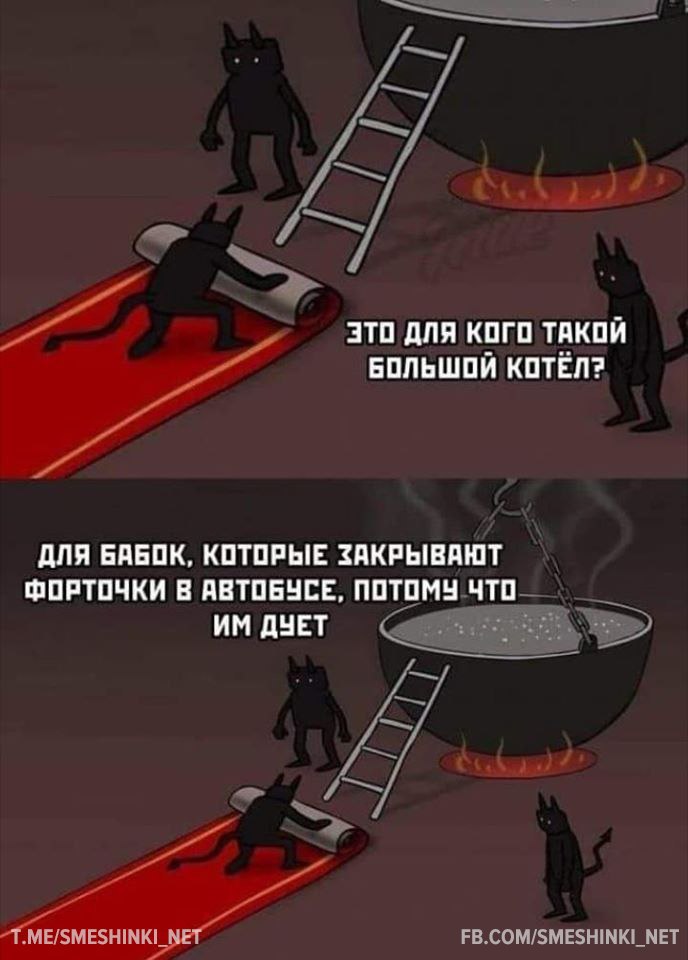 ЭТО ДЛЯ КОГО ТАКОЙ
БОЛЬШОЙ КОТЁЛ?
ДЛЯ БАБОК, КОТОРЫЕ ЗАКРЫВАЮТ
ФОРТОЧКИ В АВТОБУСЕ, ПОТОМУ ЧТО
ИМ ДУЕТ
T.ME/SMESHINKI_NET
FB.COM/SMESHINKI_NET